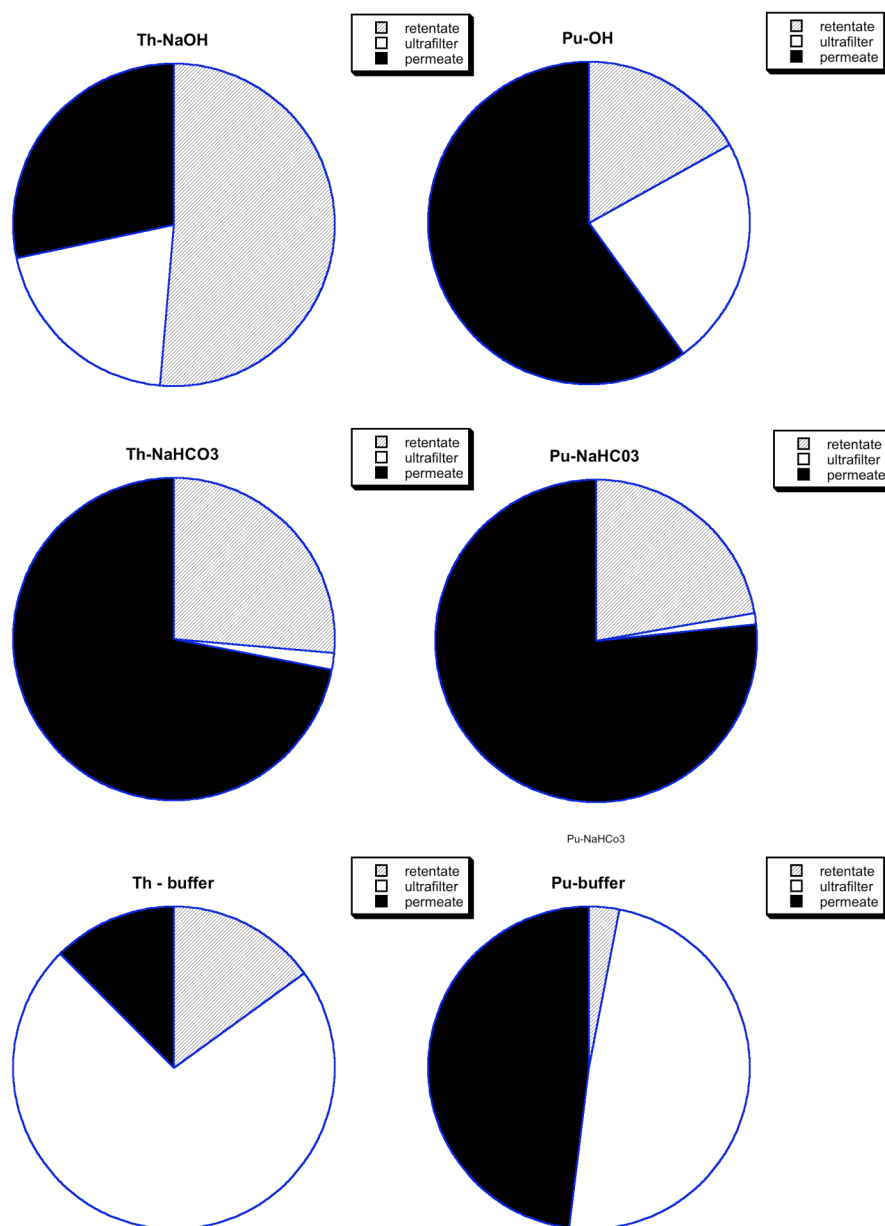 Th-NaOH
retentate
ultrafilter
permeate
Pu-OH
retentate
ultrafilter
permeate
Th-NaHCO3
retentate
ultrafilter
permeate
Pu-NaHC03
retentate
ultrafilter
permeate
Pu-NaHCo3
Th - buffer
retentate
ultrafilter
permeate
Pu-buffer
retentate
ultrafilter
permeate